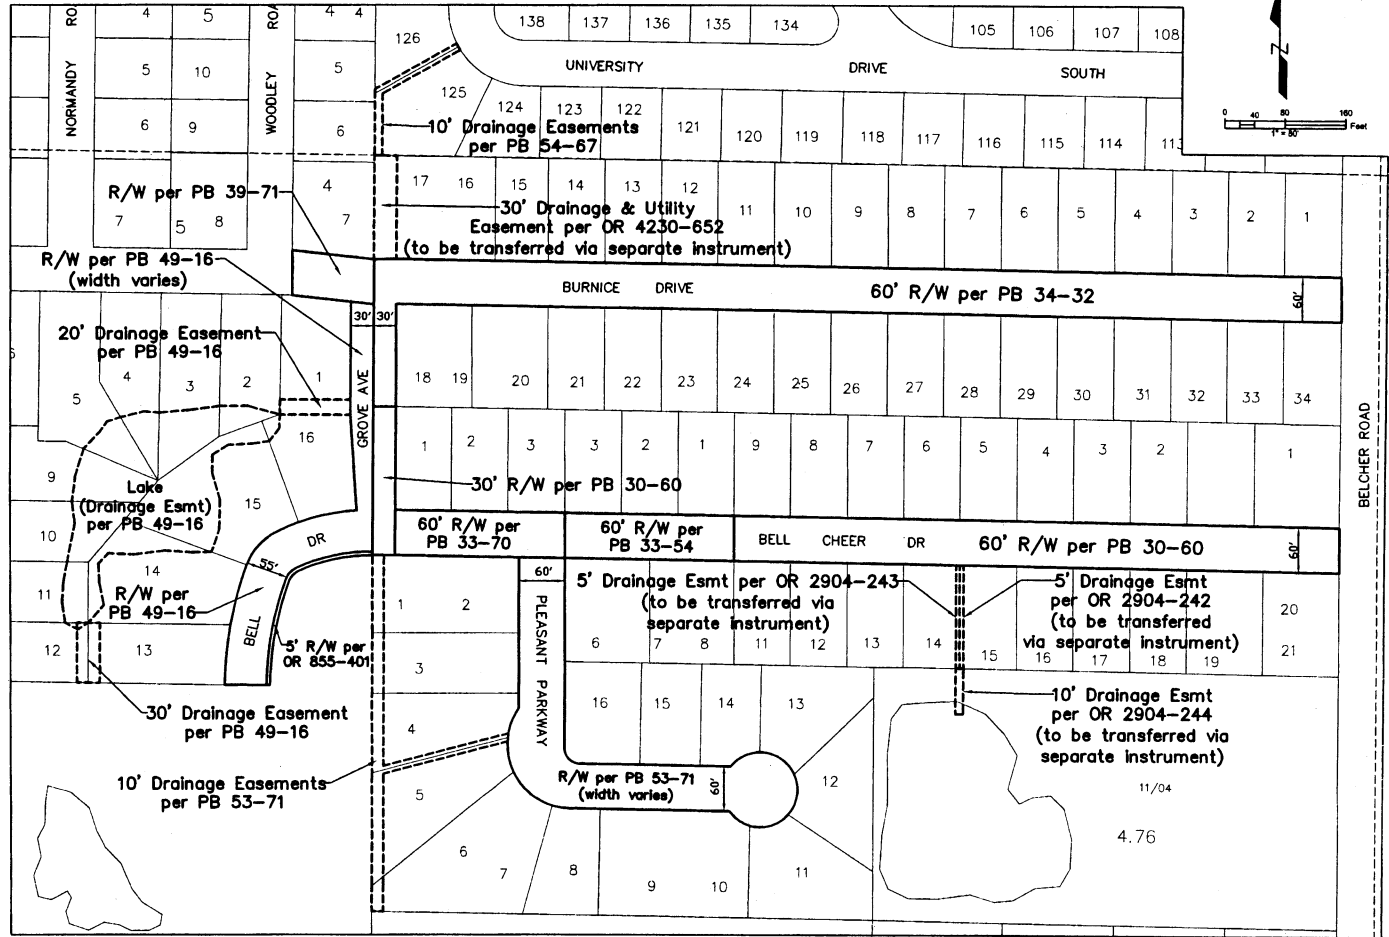 4 5 4 4
NORMANDY RO
WOODLEY ROA
126
138 137 136 135 134
105 106 107 108
N
UNIVERSITY DRIVE SOUTH
5 10 5
125
124 123 122
121 120 119 118 117 116 115 114 113
6 9 6
0 40 80 160
Feet
1" = 80'
10' Drainage Easements
per PB 54-67
R/W per PB 39-71
4
7
7 5 8
17 16 15 14 13 12
11 10 9 8 7 6 5 4 3 2 1
30' Drainage & Utility
Easement per OR 4230-652
(to be transferred via separate instrument)
R/W per PB 49-16
(width varies)
BURNICE DRIVE
60' R/W per PB 34-32
60'
30' 30'
20' Drainage Easement
per PB 49-16
6
5 4 3 2 1
GROVE AVE
18 19 20 21 22 23 24 25 26 27 28 29 30 31 32 33 34
BELCHER ROAD
16
1 2 3 3 2 1 9 8 7 6 5 4 3 2 1
9
Lake
(Drainage Esmt)
per PB 49-16
15
30' R/W per PB 30-60
10
DR
60' R/W per
PB 33-70
60' R/W per
PB 33-54
BELL CHEER DR
60' R/W per PB 30-60
60'
14
55'
60'
11
R/W per
PB 49-16
BELL
5' R/W per
OR 855-401
1 2
PLEASANT PARKWAY
5' Drainage Esmt per OR 2904-243
(to be transferred via
separate instrument)
5' Drainage Esmt
per OR 2904-242
(to be transferred
via separate instrument)
20
6 7 8 11 12 13 14 15 16 17 18 19 21
12 13
3
30' Drainage Easement
per PB 49-16
4
16 15 14 13
10' Drainage Esmt
per OR 2904-244
(to be transferred via
separate instrument)
10' Drainage Easements
per PB 53-71
5
R/W per PB 53-71
(width varies)
60'
12
11/04
4.76
6 7 8 9 10 11